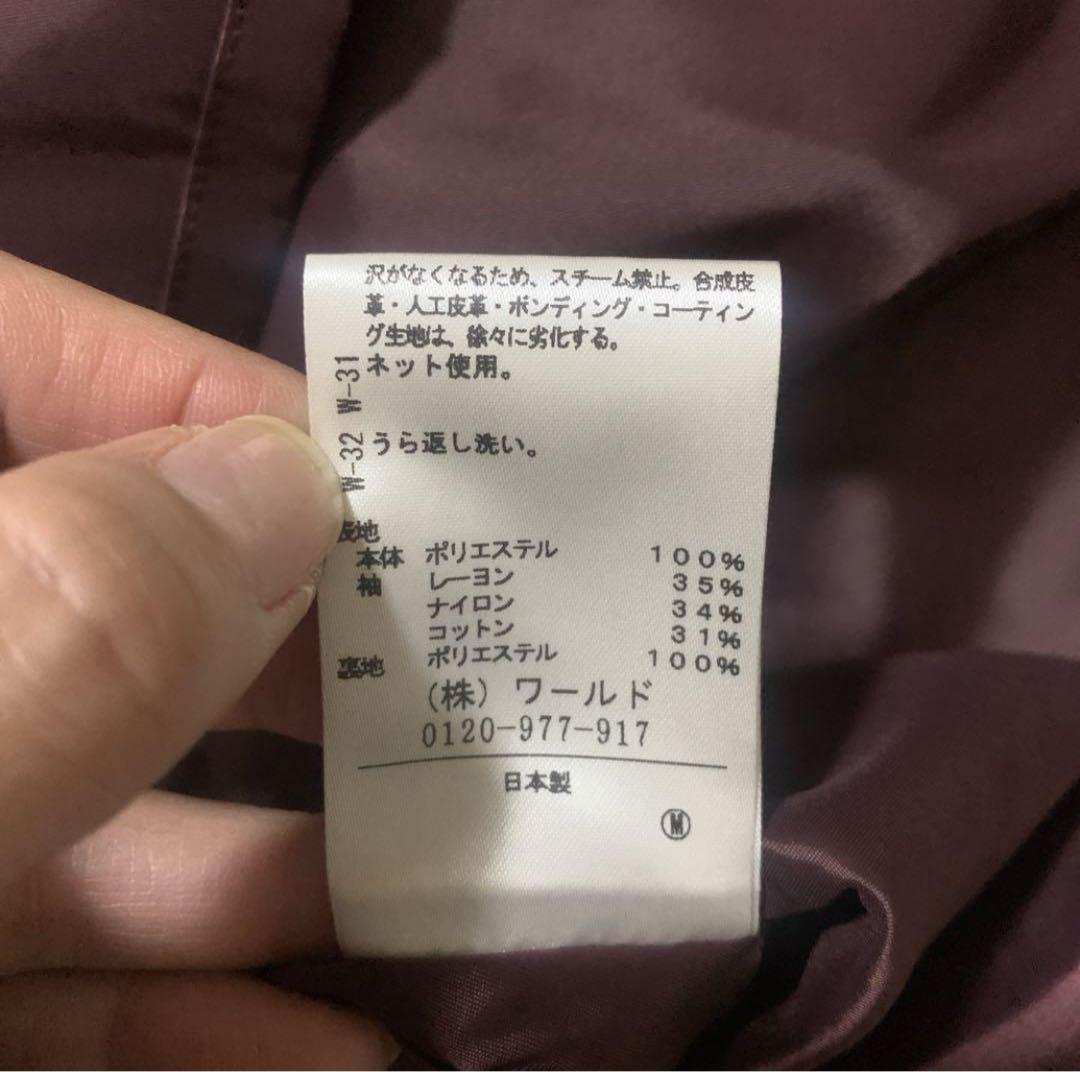 沢がなくなるため、スチーム禁止。合成皮
革・人工皮革・ボンディング・コーティン
グ生地は、徐々に劣化する。
W-31 ネット使用。
W-32 うら返し洗い。
表地
本体 ポリエステル 100%
袖 レーヨン 35%
ナイロン 34%
コットン 31%
裏地 ポリエステル 100%
(株) ワールド
0120-977-917
日本製
Ⓜ